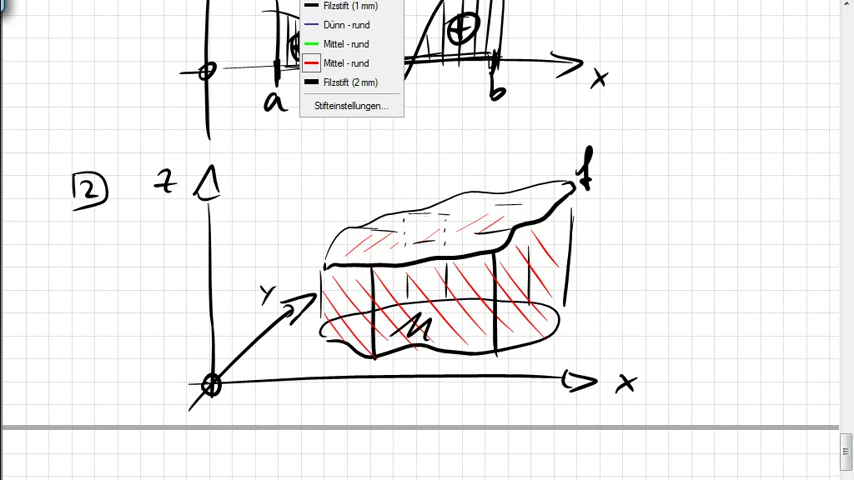 Filzstift (1 mm)
Dünn - rund
Mittel - rund
Mittel - rund
Filzstift (2 mm)
Stifteinstellungen...
a
b
x
2
z
f
y
M
x